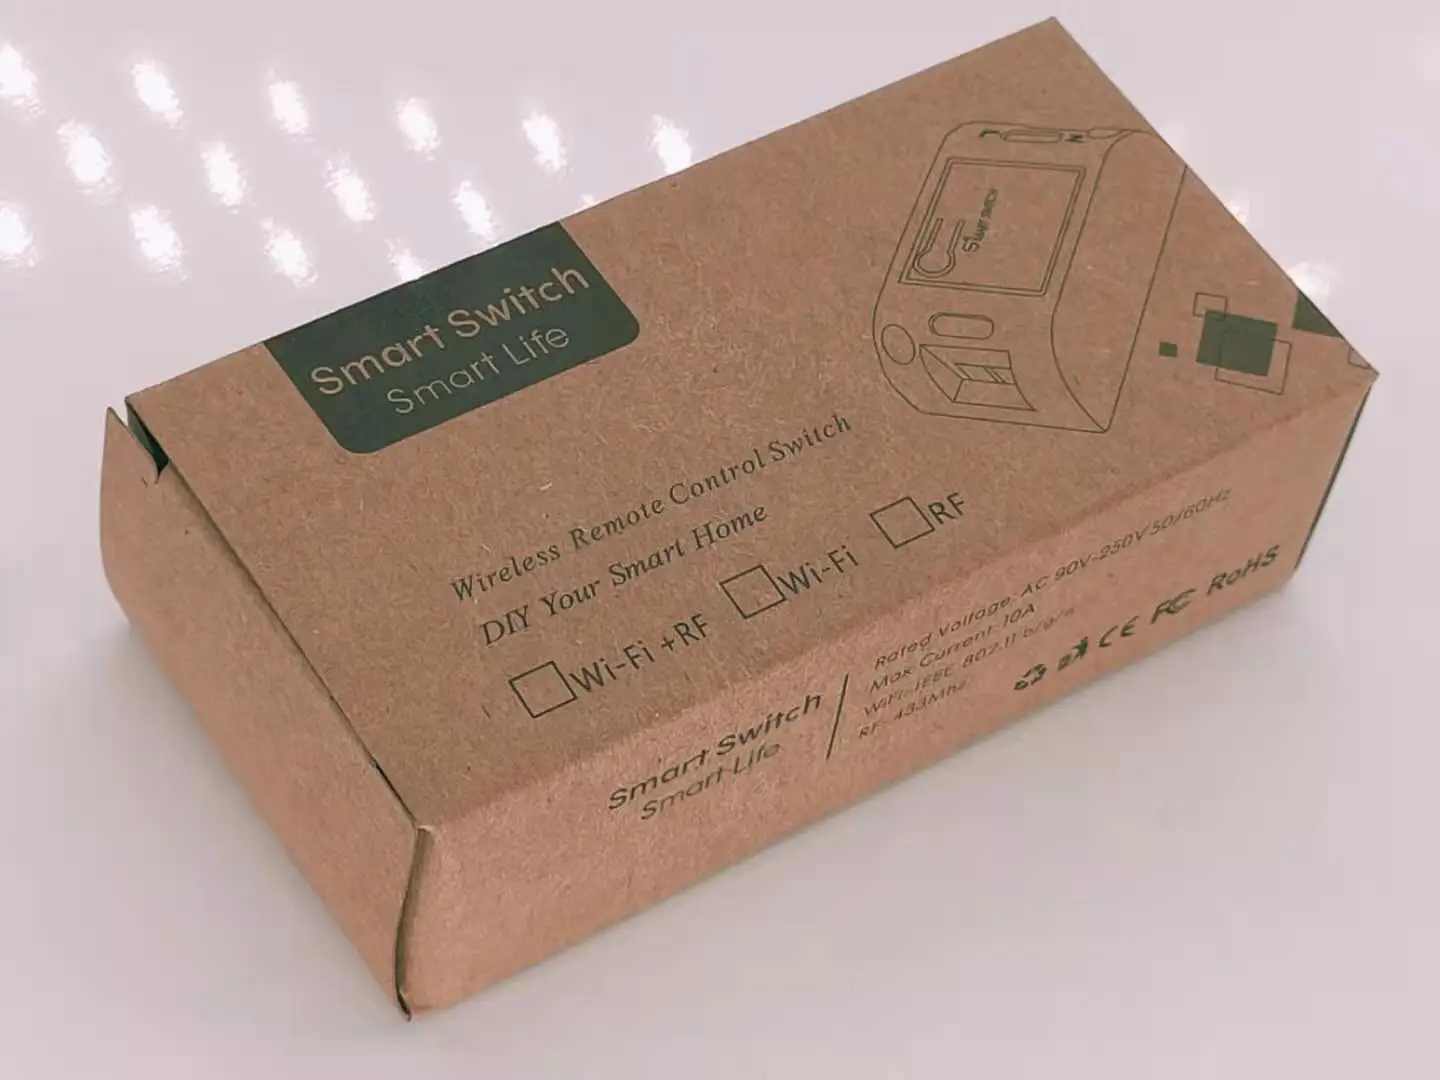 Smart Switch
Smart Life
SMART SWITCH
L
N
Wireless Remote Control Switch
DIY Your Smart Home
Wi-Fi +RF
Wi-Fi
RF
Smart Switch
Smart Life
Rated Voltage: AC 90V-250V 50/60Hz
Max Current: 10A
WiFi: IEEE 802.11 b/g/n
RF: 433Mhz
CE FC RoHS